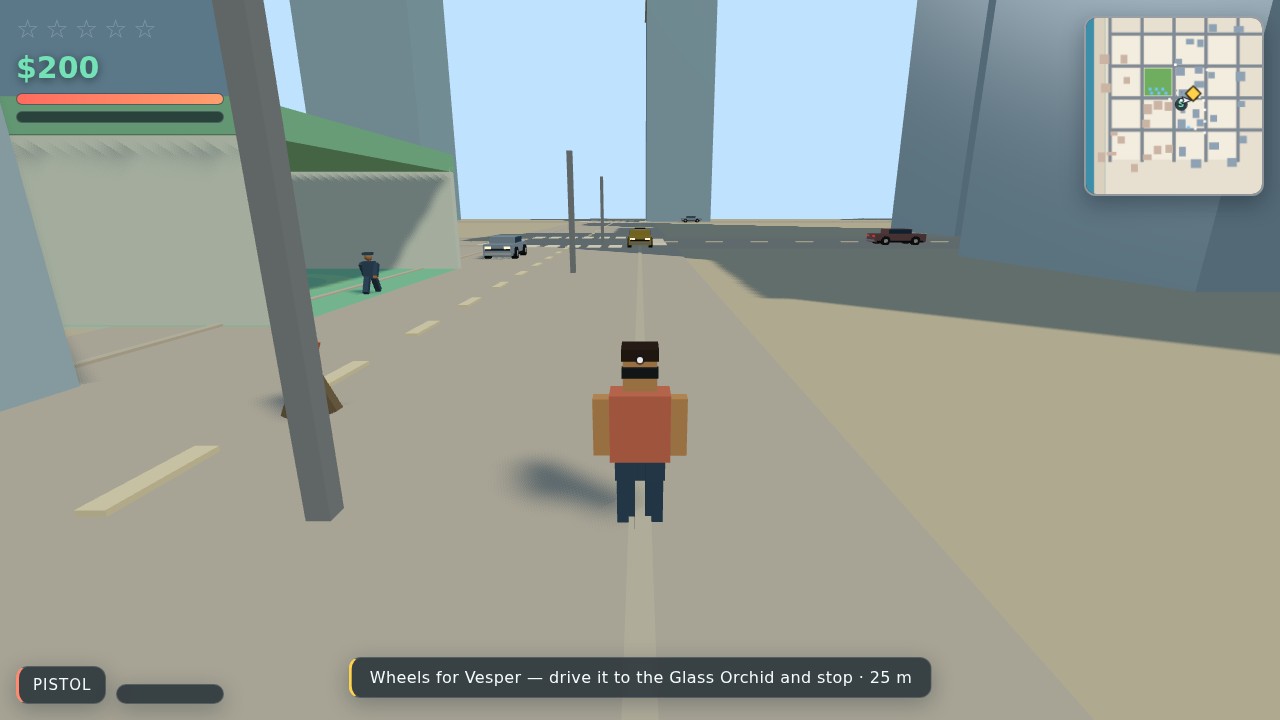 $200
S
PISTOL
Wheels for Vesper — drive it to the Glass Orchid and stop · 25 m